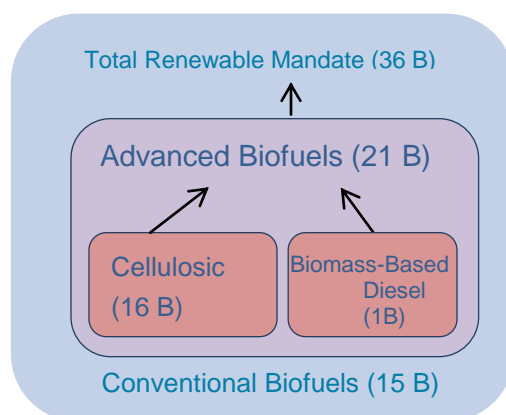 Total Renewable Mandate (36 B)
Advanced Biofuels (21 B)
Cellulosic
(16 B)
Biomass-Based
Diesel
(1B)
Conventional Biofuels (15 B)